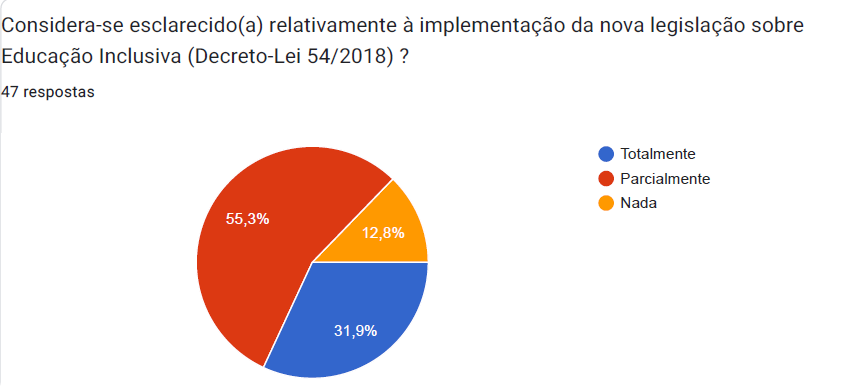 Considera-se esclarecido(a) relativamente à implementação da nova legislação sobre
Educação Inclusiva (Decreto-Lei 54/2018) ?
47 respostas
Totalmente
Parcialmente
Nada
55,3%
12,8%
31,9%